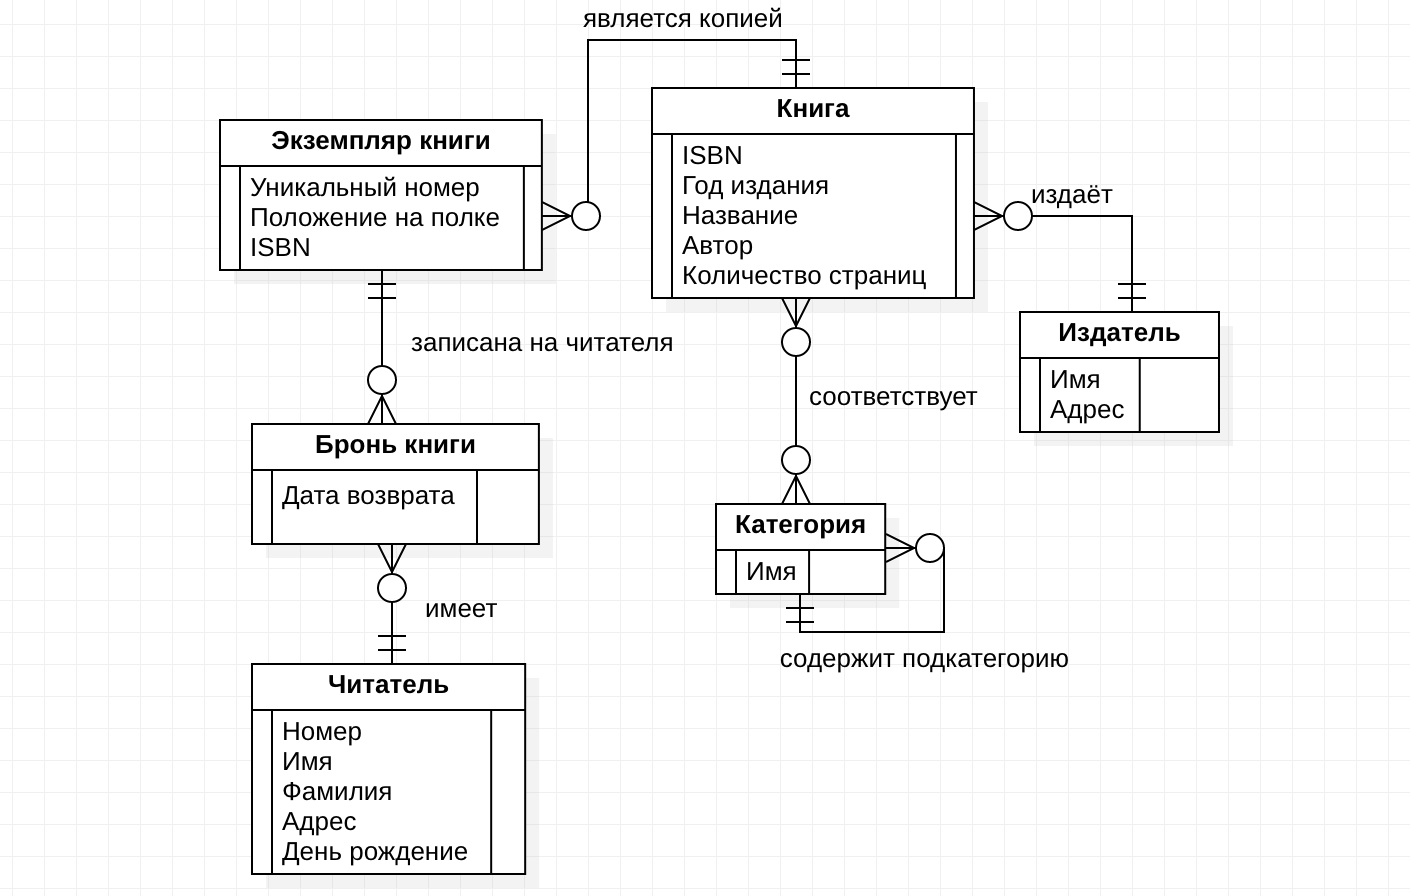 является копией
Книга
ISBN
Год издания
Название
Автор
Количество страниц
Экземпляр книги
Уникальный номер
Положение на полке
ISBN
издаёт
Издатель
Имя
Адрес
записана на читателя
соответствует
Бронь книги
Дата возврата
Категория
Имя
содержит подкатегорию
имеет
Читатель
Номер
Имя
Фамилия
Адрес
День рождение